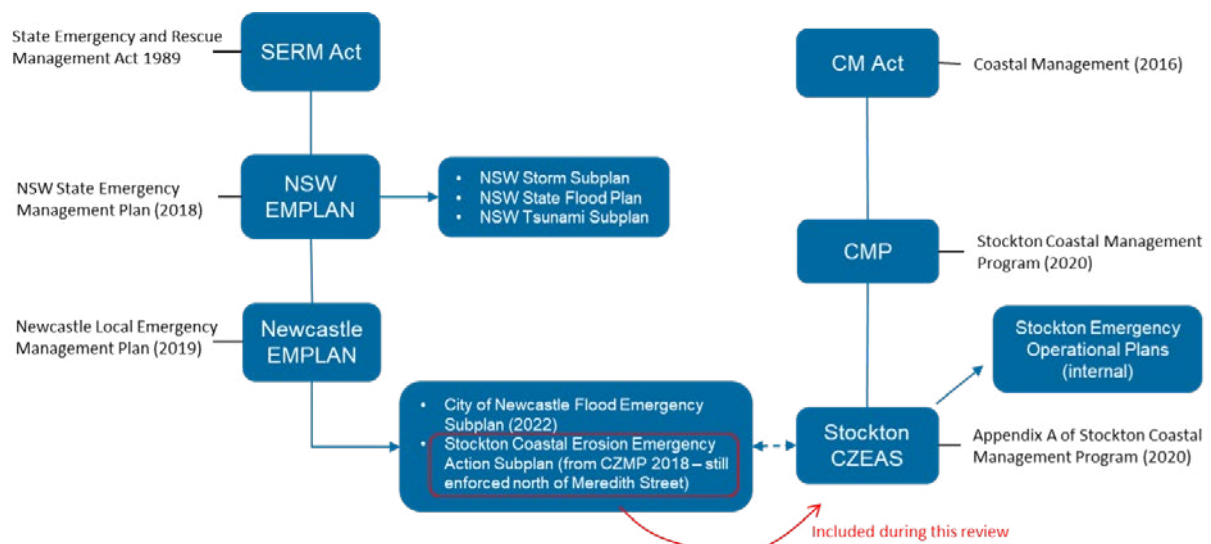 State Emergency and Rescue
Management Act 1989
SERM Act
NSW State Emergency
Management Plan (2018)
NSW
EMPLAN
• NSW Storm Subplan
• NSW State Flood Plan
• NSW Tsunami Subplan
Newcastle Local Emergency
Management Plan (2019)
Newcastle
EMPLAN
• City of Newcastle Flood Emergency
Subplan (2022)
• Stockton Coastal Erosion Emergency
Action Subplan (from CZMP 2018 – still
enforced north of Meredith Street)
CM Act
Coastal Management (2016)
CMP
Stockton Coastal Management
Program (2020)
Stockton Emergency
Operational Plans
(internal)
Stockton
CZEAS
Appendix A of Stockton Coastal
Management Program (2020)
Included during this review